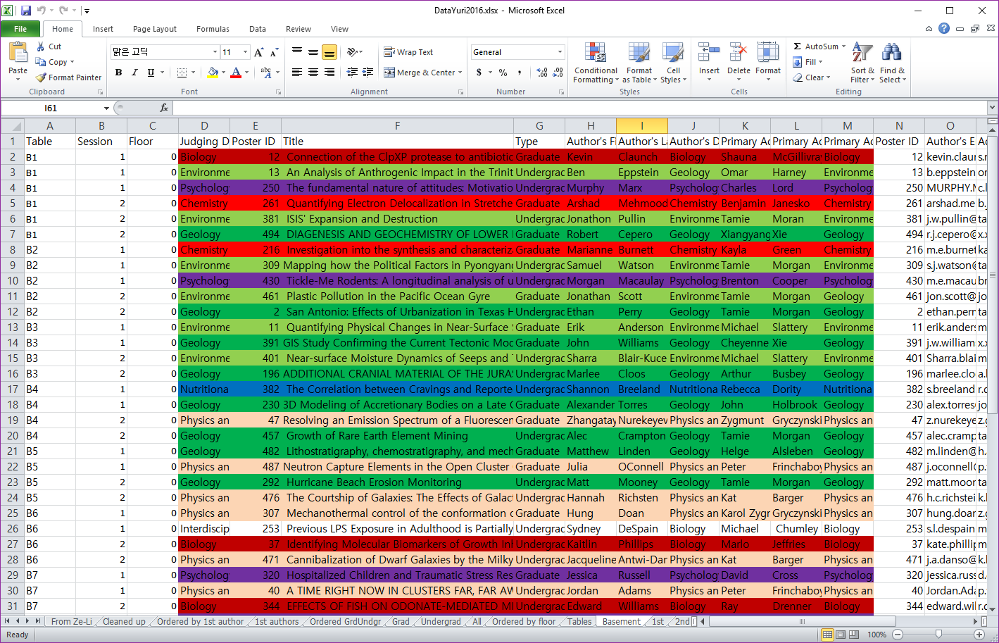 DataYuri2016.xlsx - Microsoft Excel
File Home Insert Page Layout Formulas Data Review View
Paste Cut Copy Format Painter
맑은 고딕 11
B I U
Wrap Text
Merge & Center
General
$ % ,
Conditional Formatting Format as Table Cell Styles
Insert Delete Format
AutoSum Fill Clear
Sort & Filter Find & Select
Clipboard Font Alignment Number Styles Cells Editing
I61 fx
A B C D E F G H I J K L M N O
1 Table Session Floor Judging D Poster ID Title Type Author's Fi Author's La Author's D Primary Ad Primary Ad Primary Ad Poster ID Author's E Ad
2 B1 1 0 Biology 12 Connection of the ClpXP protease to antibiotic Graduate Kevin Claunch Biology Shauna McGillivra Biology 12 kevin.clau s.
3 B1 1 0 Environme 13 An Analysis of Anthrogenic Impact in the Trinit Undergrac Ben Eppstein Geology Omar Harney Environme 13 b.eppstein o
4 B1 1 0 Psycholog 250 The fundamental nature of attitudes: Motivatio Undergrac Murphy Marx Psycholog Charles Lord Psycholog 250 MURPHY.M c.
5 B1 2 0 Chemistry 261 Quantifying Electron Delocalization in Stretche Graduate Arshad Mehmood Chemistry Benjamin Janesko Chemistry 261 arshad.me b.
6 B1 2 0 Environme 381 ISIS' Expansion and Destruction Undergrac Jonathon Pullin Environme Tamie Moran Environme 381 j.w.pullin@ ta
7 B1 2 0 Geology 494 DIAGENESIS AND GEOCHEMISTRY OF LOWER Graduate Robert Cepero Geology Xiangyang Xie Geology 494 r.j.cepero@ x.
8 B2 1 0 Chemistry 216 Investigation into the synthesis and characteriz Graduate Marianne Burnett Chemistry Kayla Green Chemistry 216 m.e.burnet ka
9 B2 1 0 Environme 309 Mapping how the Political Factors in Pyongyang Undergrac Samuel Watson Environme Tamie Morgan Environme 309 s.j.watson@ ta
10 B2 1 0 Psycholog 430 Tickle-Me Rodents: A longitudinal analysis of u Undergrac Morgan Macaulay Psycholog Brenton Cooper Psycholog 430 m.e.macau br
11 B2 2 0 Environme 461 Plastic Pollution in the Pacific Ocean Gyre Graduate Jonathan Scott Environme Tamie Morgan Environme 461 jon.scott@ jo
12 B2 2 0 Geology 2 San Antonio: Effects of Urbanization in Texas H Undergrac Ethan Perry Geology Tamie Morgan Geology 2 ethan.perr ta
13 B3 1 0 Environme 11 Quantifying Physical Changes in Near-Surface S Graduate Erik Anderson Environme Michael Slattery Environme 11 erik.anders m.
14 B3 1 0 Geology 391 GIS Study Confirming the Current Tectonic Moc Graduate John Williams Geology Cheyenne Xie Geology 391 j.w.william x.
15 B3 2 0 Environme 401 Near-surface Moisture Dynamics of Seeps and Undergrac Sharra Blair-Kuce Environme Michael Slattery Environme 401 Sharra.blai m
16 B3 2 0 Geology 196 ADDITIONAL CRANIAL MATERIAL OF THE JURAS Undergrac Marlee Cloos Geology Arthur Busbey Geology 196 marlee.clo a.
17 B4 1 0 Nutritiona 382 The Correlation between Cravings and Reporte Undergrac Shannon Breeland Nutritiona Rebecca Dority Nutritiona 382 s.breeland r.
18 B4 1 0 Geology 230 3D Modeling of Accretionary Bodies on a Late C Graduate Alexander Torres Geology John Holbrook Geology 230 alex.torres jo
19 B4 2 0 Physics an 47 Resolving an Emission Spectrum of a Fluorescen Graduate Zhangatay Nurekeyev Physics an Zygmunt Gryczynski Physics an 47 z.nurekeye z.
20 B4 2 0 Geology 457 Growth of Rare Earth Element Mining Undergrac Alec Crampton Geology Tamie Morgan Geology 457 alec.cramp ta
21 B5 1 0 Geology 482 Lithostratigraphy, chemostratigraphy, and mech Graduate Matthew Linden Geology Helge Alsleben Geology 482 m.linden@ h.
22 B5 1 0 Physics an 487 Neutron Capture Elements in the Open Cluster Graduate Julia OConnell Physics an Peter Frinchaboy Physics an 487 j.oconnell@ p.
23 B5 2 0 Geology 292 Hurricane Beach Erosion Monitoring Undergrac Matt Mooney Geology Tamie Morgan Geology 292 matt.moor ta
24 B5 2 0 Physics an 476 The Courtship of Galaxies: The Effects of Galact Undergrac Hannah Richsten Physics an Kat Barger Physics an 476 h.c.richstei k.
25 B6 1 0 Physics an 307 Mechanothermal control of the conformation c Undergrac Hung Doan Physics an Karol Zygr Gryczynski Physics an 307 hung.doan z.
26 B6 1 0 Interdiscip 253 Previous LPS Exposure in Adulthood is Partially Undergrac Sydney DeSpain Biology Michael Chumley Biology 253 s.l.despain m
27 B6 2 0 Biology 37 Identifying Molecular Biomarkers of Growth Inl Undergrac Kaitlin Phillips Biology Marlo Jeffries Biology 37 kate.phillip m
28 B6 2 0 Physics an 471 Cannibalization of Dwarf Galaxies by the Milky Undergrac Jacqueline Antwi-Dar Physics an Kat Barger Physics an 471 j.a.danso@ k.
29 B7 1 0 Psycholog 320 Hospitalized Children and Traumatic Stress Res Graduate Jessica Russell Psycholog David Cross Psycholog 320 jessica.russ d.
30 B7 1 0 Physics an 40 A TIME RIGHT NOW IN CLUSTERS FAR, FAR AW Undergrac Jordan Adams Physics an Peter Frinchaboy Physics an 40 Jordan.Ada p.
31 B7 2 0 Biology 344 EFFECTS OF FISH ON ODONATE-MEDIATED MI Undergrac Edward Williams Biology Ray Drenner Biology 344 edward.wil r.
From Ze-Li Cleaned up Ordered by 1st author 1st authors Ordered GrdUndgr Grad Undergrad All Ordered by floor Tables Basement 1st 2nd
Ready 100%